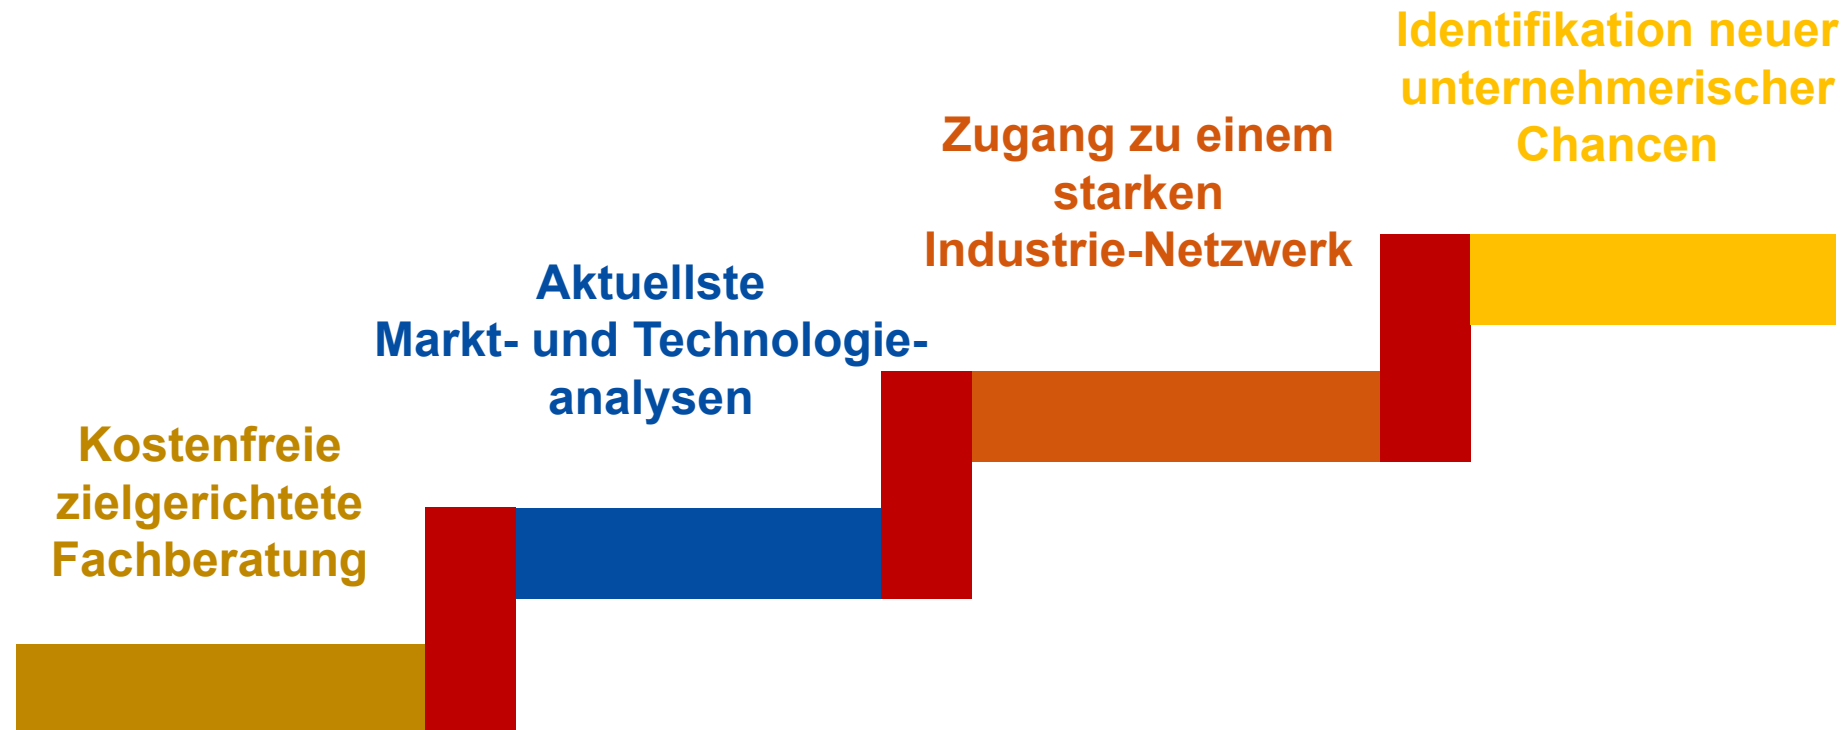 Kostenfreie
zielgerichtete
Fachberatung
Aktuellste
Markt- und Technologie-
analysen
Zugang zu einem
starken
Industrie-Netzwerk
Identifikation neuer
unternehmerischer
Chancen